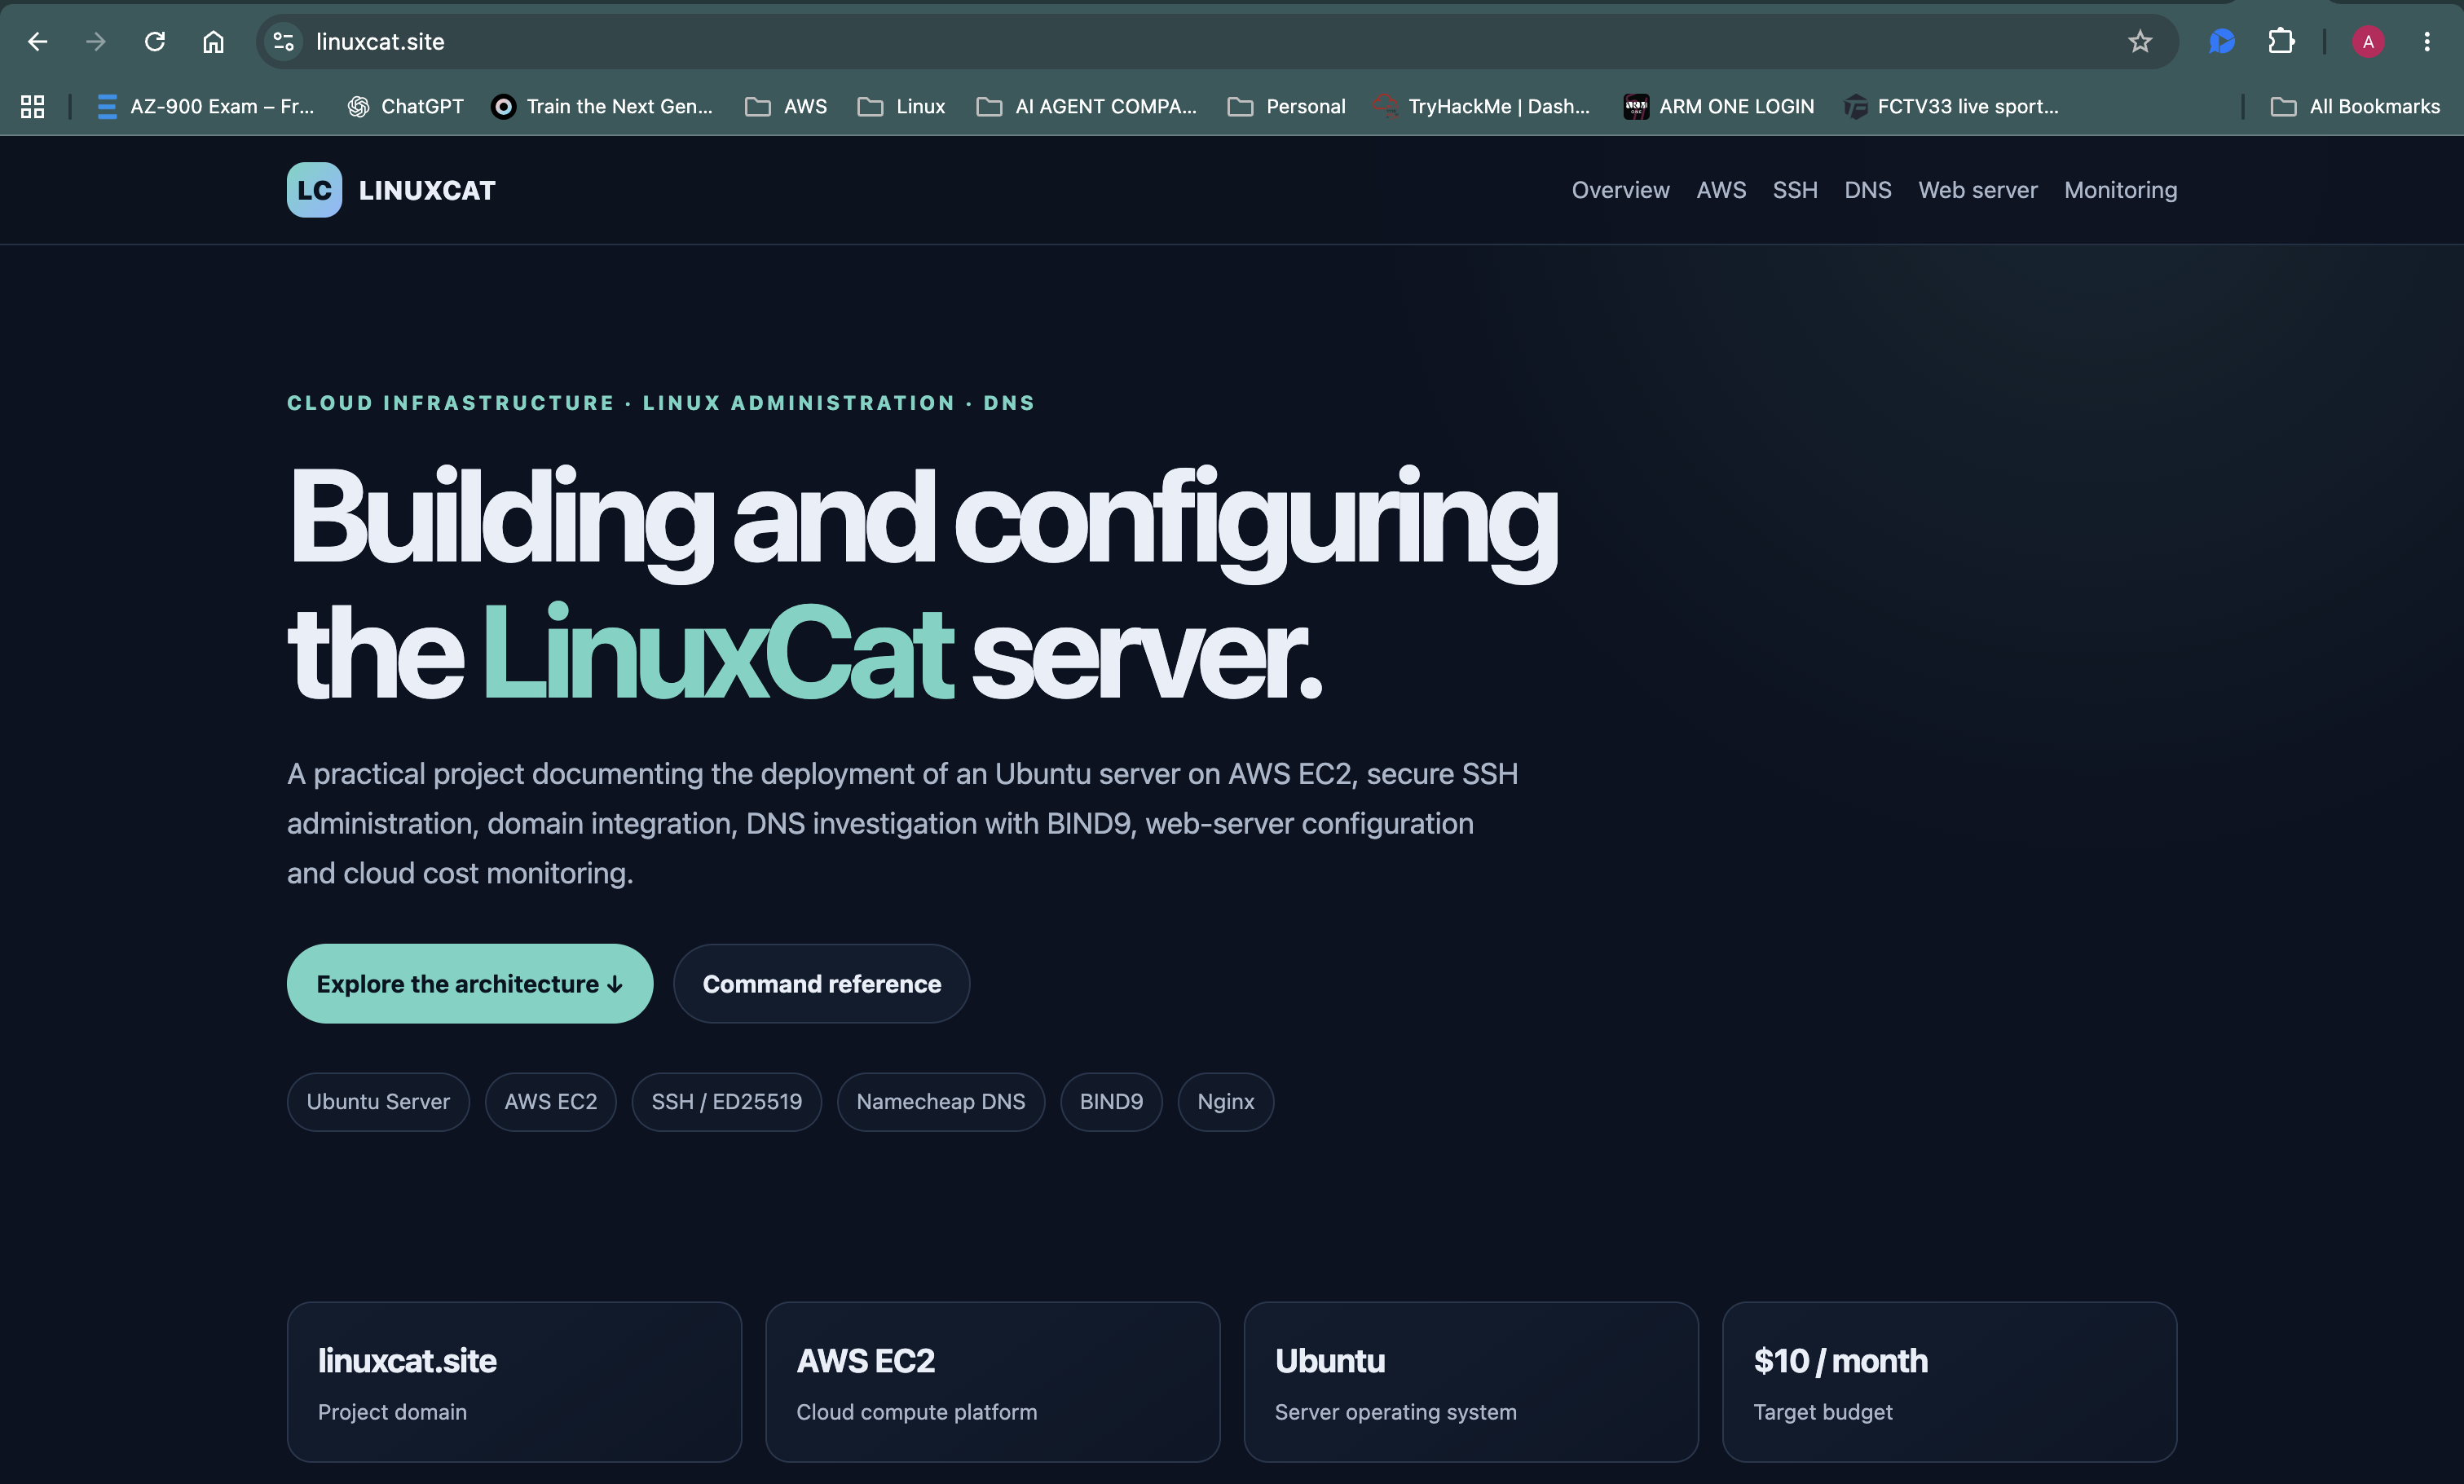 linuxcat.site
AZ-900 Exam – Fr...
ChatGPT
Train the Next Gen...
AWS
Linux
AI AGENT COMPA...
Personal
TryHackMe | Dash...
ARM ONE LOGIN
FCTV33 live sport...
All Bookmarks
A
LC
LINUXCAT
Overview
AWS
SSH
DNS
Web server
Monitoring
CLOUD INFRASTRUCTURE · LINUX ADMINISTRATION · DNS
Building and configuring
the LinuxCat server.
A practical project documenting the deployment of an Ubuntu server on AWS EC2, secure SSH
administration, domain integration, DNS investigation with BIND9, web-server configuration
and cloud cost monitoring.
Explore the architecture ↓
Command reference
Ubuntu Server
AWS EC2
SSH / ED25519
Namecheap DNS
BIND9
Nginx
linuxcat.site
Project domain
AWS EC2
Cloud compute platform
Ubuntu
Server operating system
$10 / month
Target budget